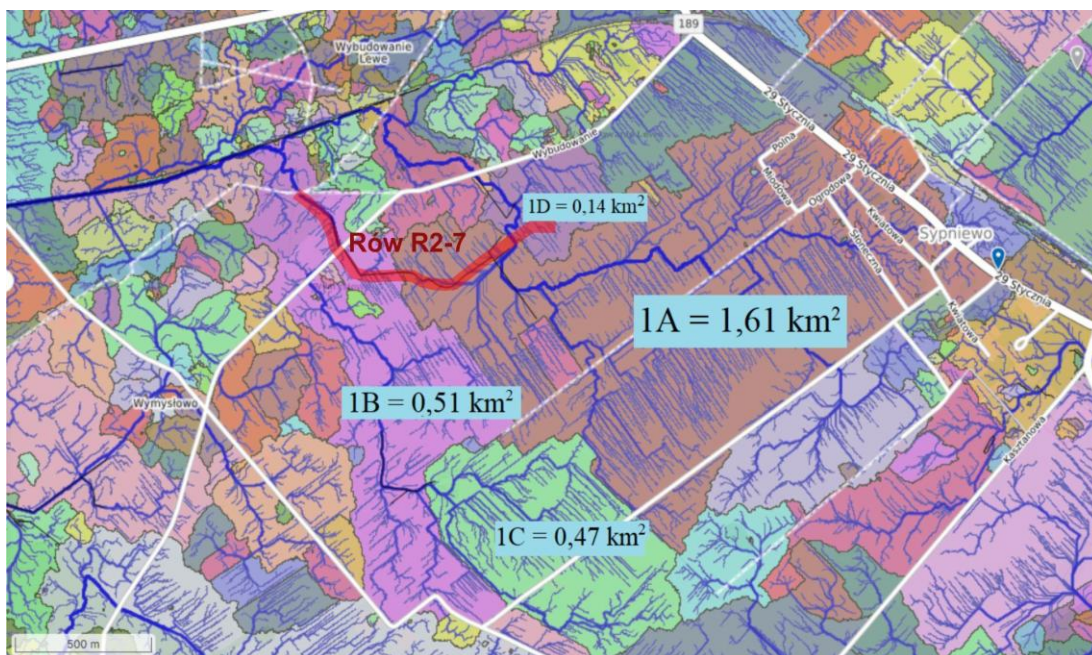 189
Wybudowanie
Lewe
29 Stycznia
Wybudowanie
Polna
29 Stycznia
Miodowa
Ogrodowa
1D = 0,14 km²
Kwiatowa
Sypniewo
Rów R2-7
Słoneczna
29 Stycznia
1A = 1,61 km²
Kwiatowa
1B = 0,51 km²
Wymysłowo
Kasztanowa
1C = 0,47 km²
500 m